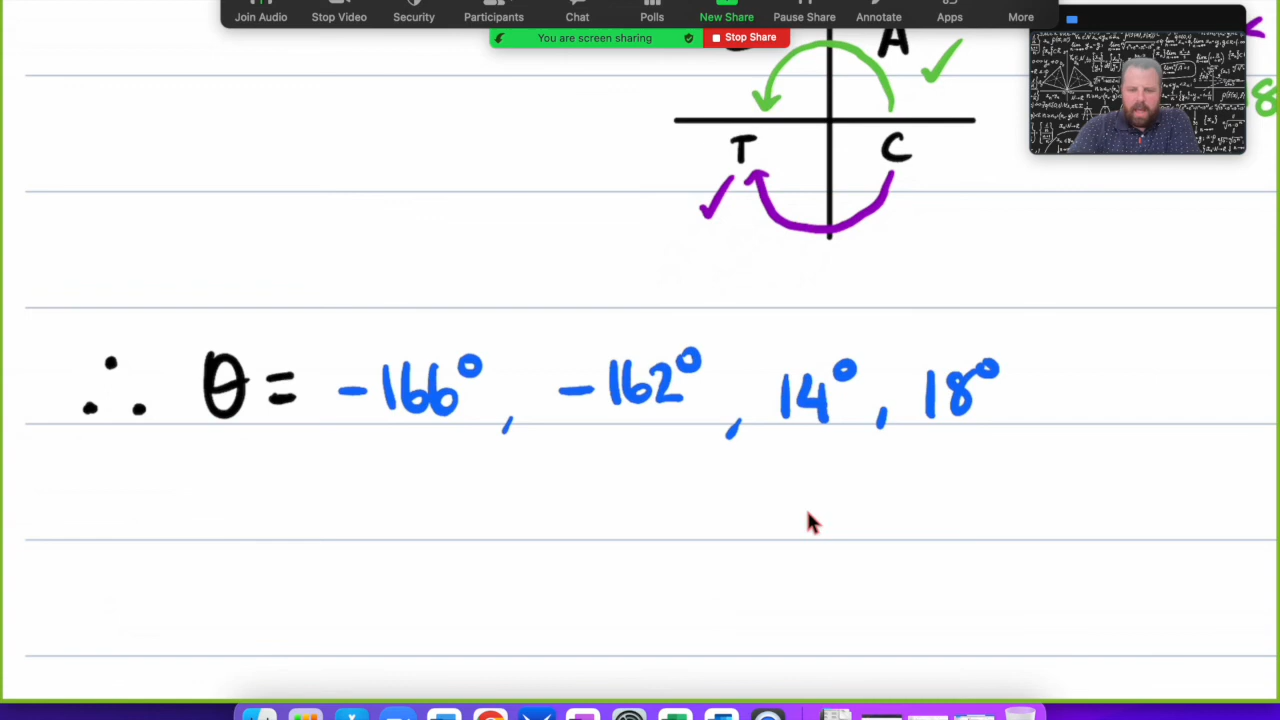 Join Audio Stop Video Security Participants Chat Polls New Share Pause Share Annotate Apps More
You are screen sharing Stop Share
A
T C
∴ θ = -166°, -162°, 14°, 18°